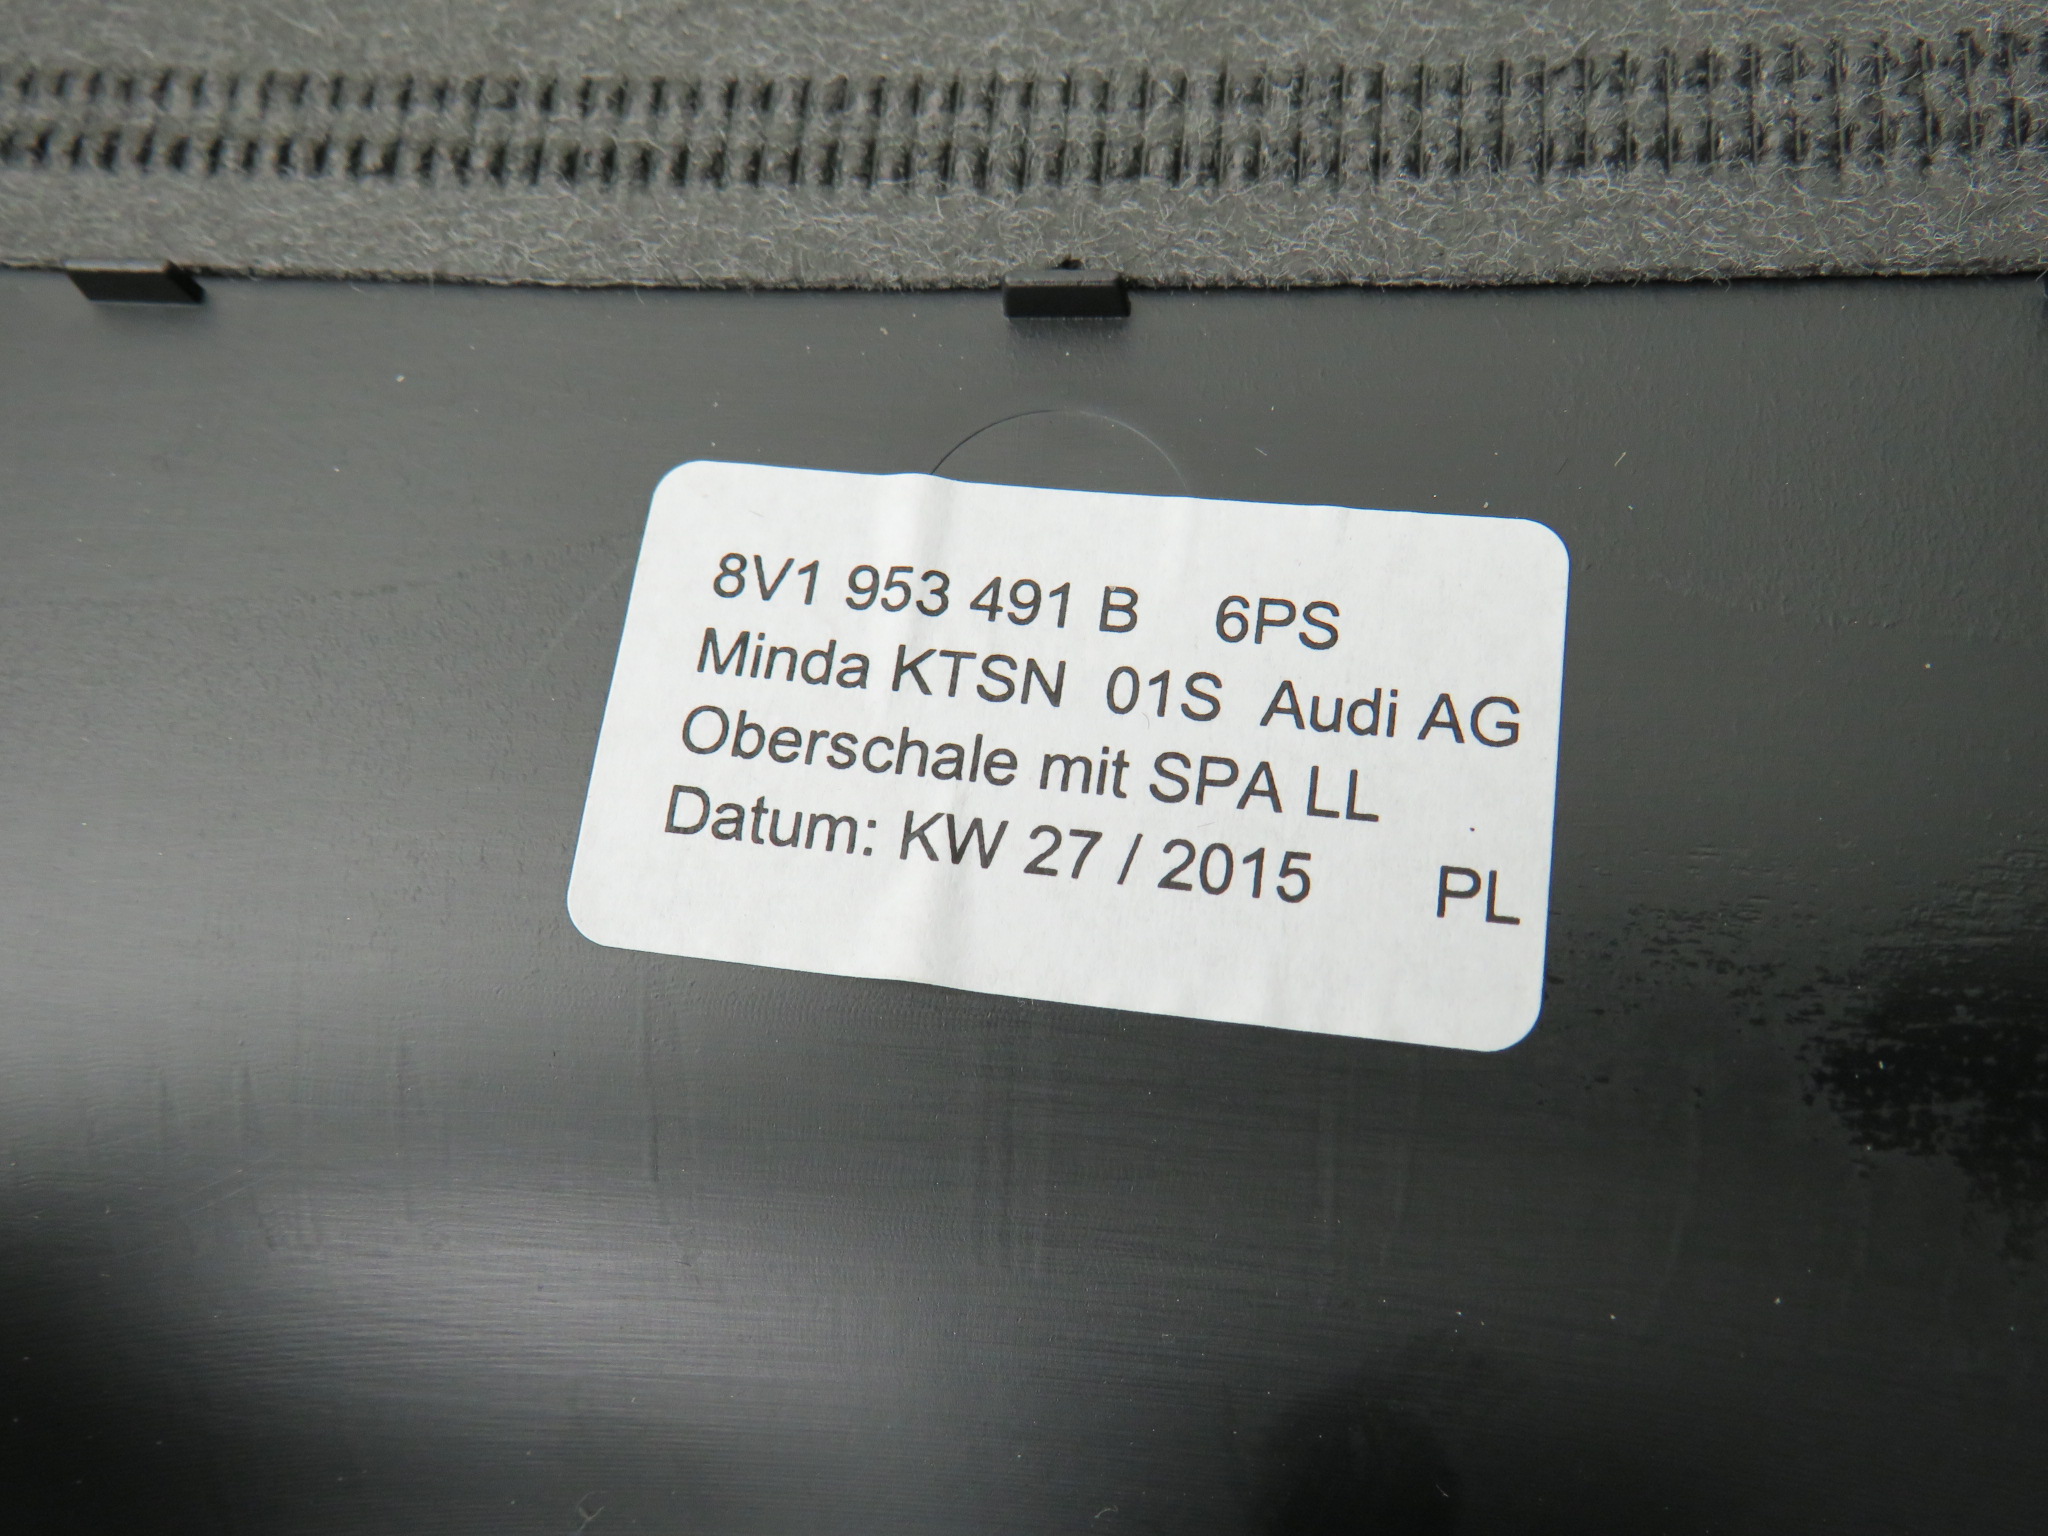 8V1 953 491 B 6PS
Minda KTSN 01S Audi AG
Oberschale mit SPA LL
Datum: KW 27 / 2015 PL